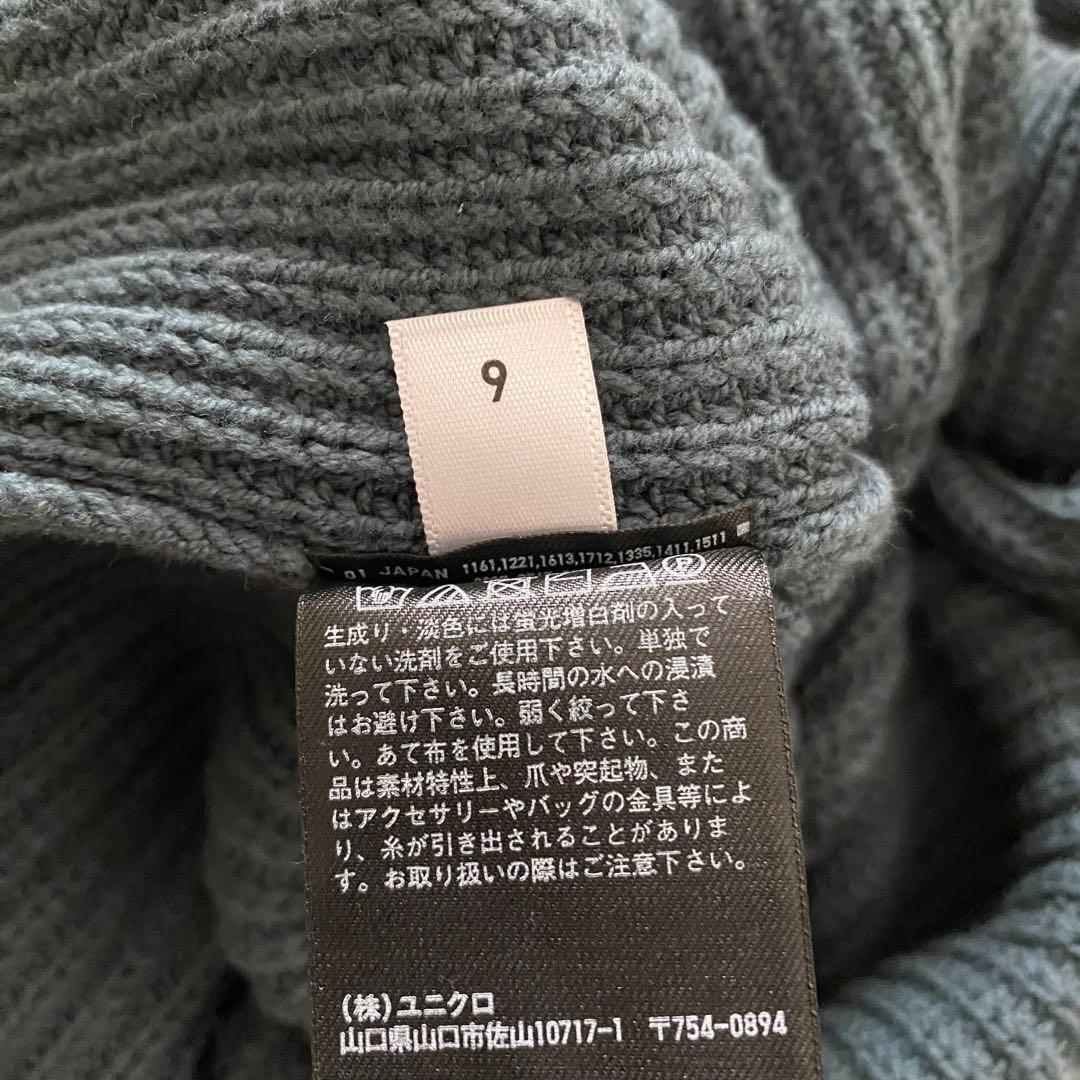 9
01 JAPAN 1161,1221,1613,1712,1335,1411,1511
生成り・淡色には蛍光増白剤の入って
いない洗剤をご使用下さい。単独で
洗って下さい。長時間の水への浸漬
はお避け下さい。弱く絞って下さ
い。あて布を使用して下さい。この商
品は素材特性上、爪や突起物、また
はアクセサリーやバッグの金具等によ
り、糸が引き出されることがありま
す。お取り扱いの際はご注意下さい。
(株)ユニクロ
山口県山口市佐山10717-1 〒754-0894